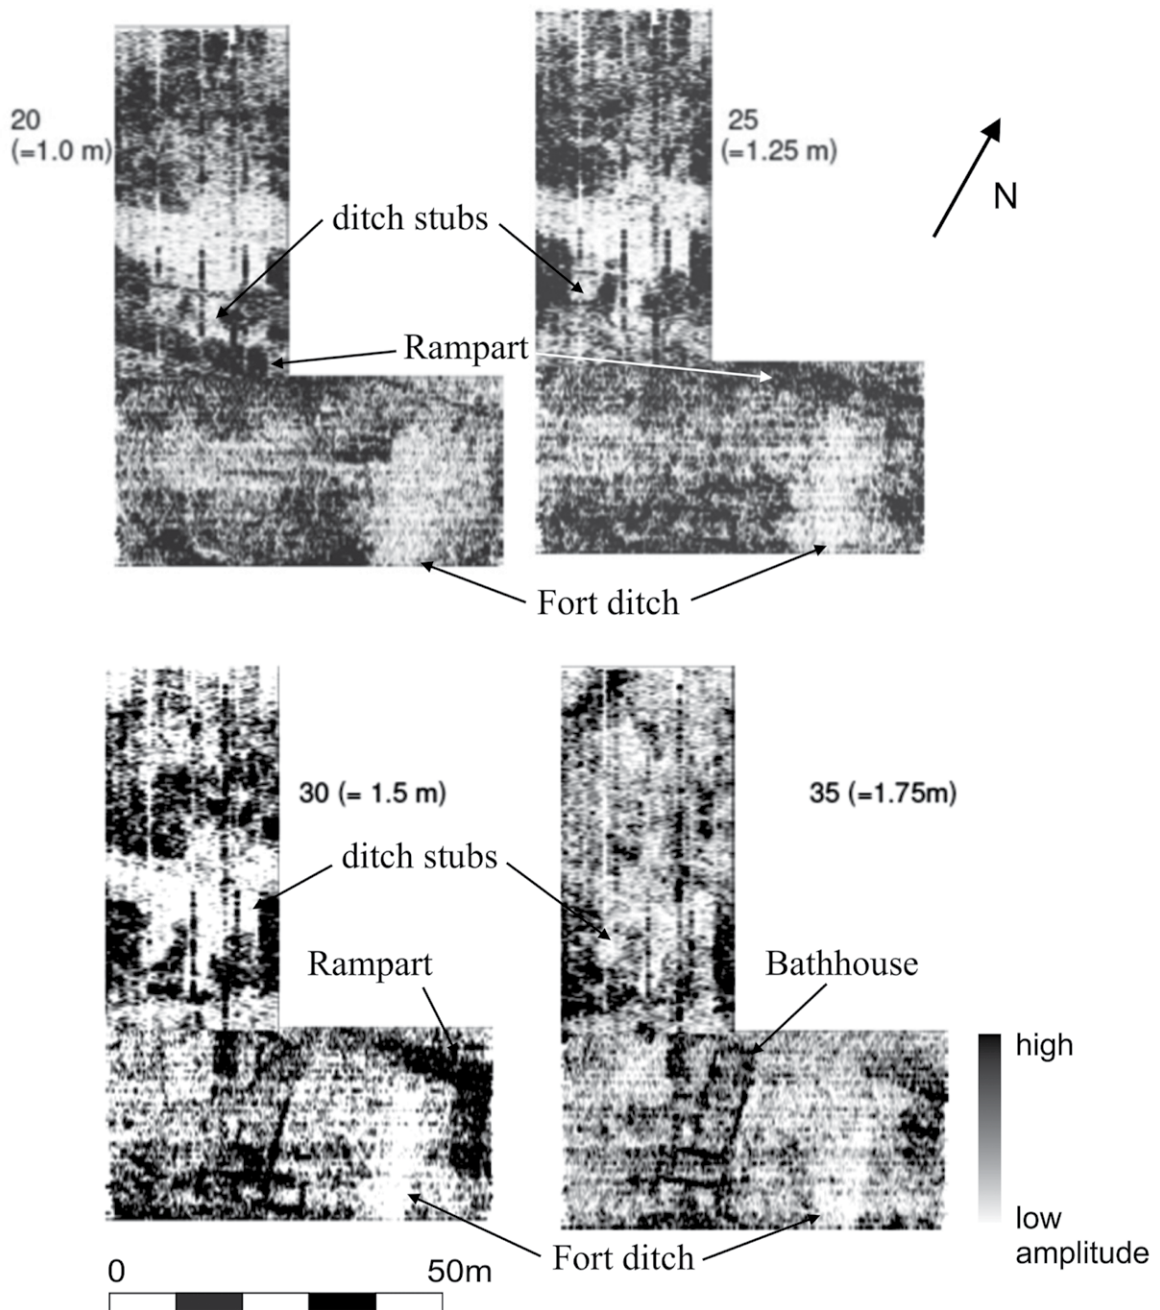 20
(=1.0 m)
25
(=1.25 m)
N
ditch stubs
Rampart
Fort ditch
30 (= 1.5 m)
35 (=1.75m)
ditch stubs
Rampart
Bathhouse
high
low
amplitude
Fort ditch
0 50m